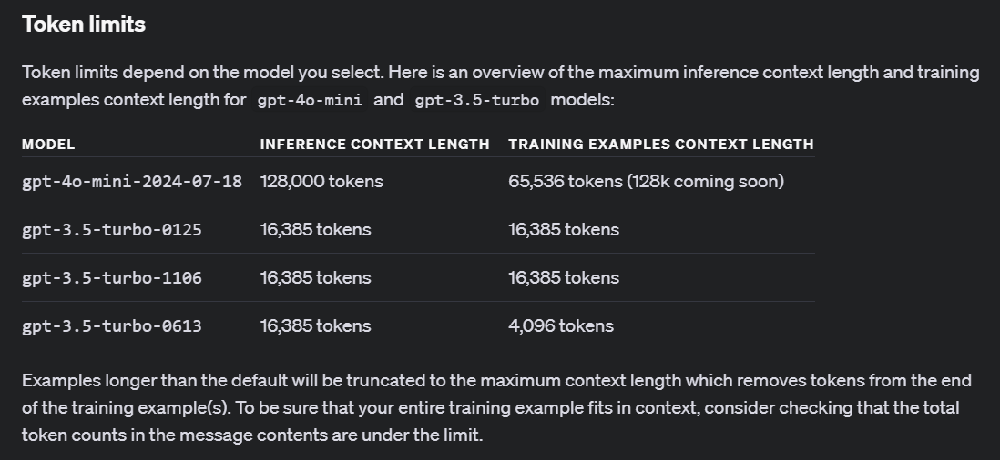 Token limits
Token limits depend on the model you select. Here is an overview of the maximum inference context length and training
examples context length for gpt-4o-mini and gpt-3.5-turbo models:
MODEL INFERENCE CONTEXT LENGTH TRAINING EXAMPLES CONTEXT LENGTH
gpt-4o-mini-2024-07-18 128,000 tokens 65,536 tokens (128k coming soon)
gpt-3.5-turbo-0125 16,385 tokens 16,385 tokens
gpt-3.5-turbo-1106 16,385 tokens 16,385 tokens
gpt-3.5-turbo-0613 16,385 tokens 4,096 tokens
Examples longer than the default will be truncated to the maximum context length which removes tokens from the end
of the training example(s). To be sure that your entire training example fits in context, consider checking that the total
token counts in the message contents are under the limit.